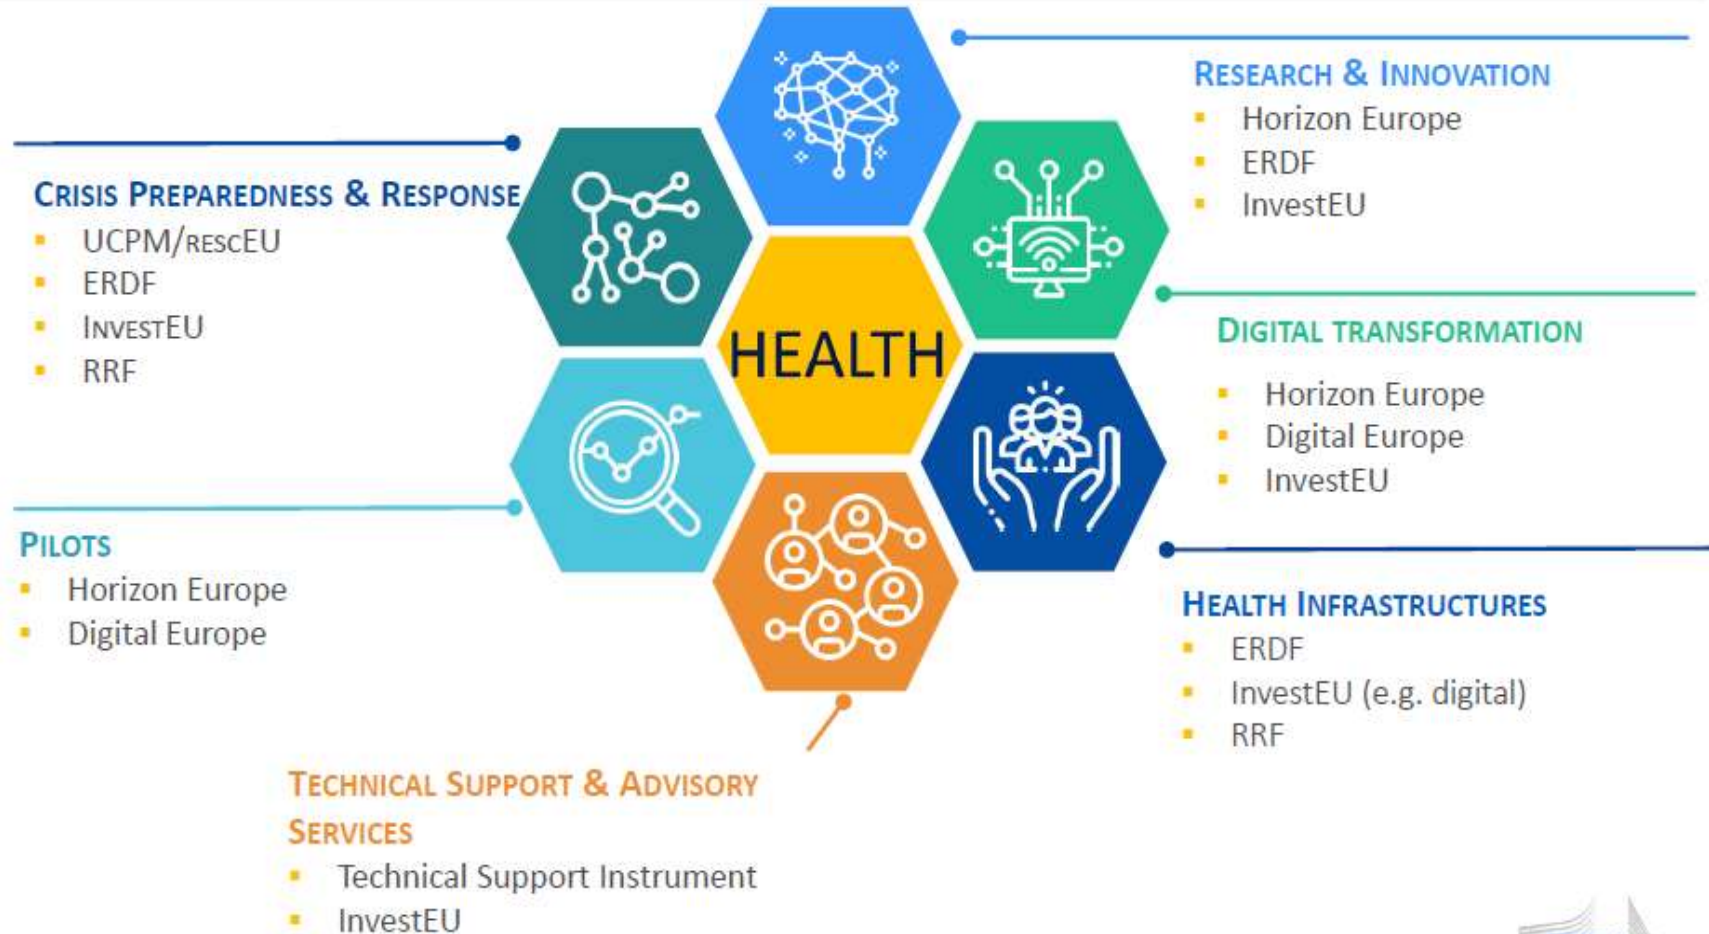 RESEARCH & INNOVATION
Horizon Europe
ERDF
InvestEU
CRISIS PREPAREDNESS & RESPONSE
UCPM/RESCEU
ERDF
INVESTEU
RRF
HEALTH
DIGITAL TRANSFORMATION
Horizon Europe
Digital Europe
InvestEU
PILOTS
Horizon Europe
Digital Europe
HEALTH INFRASTRUCTURES
ERDF
InvestEU (e.g. digital)
RRF
TECHNICAL SUPPORT & ADVISORY
SERVICES
Technical Support Instrument
InvestEU